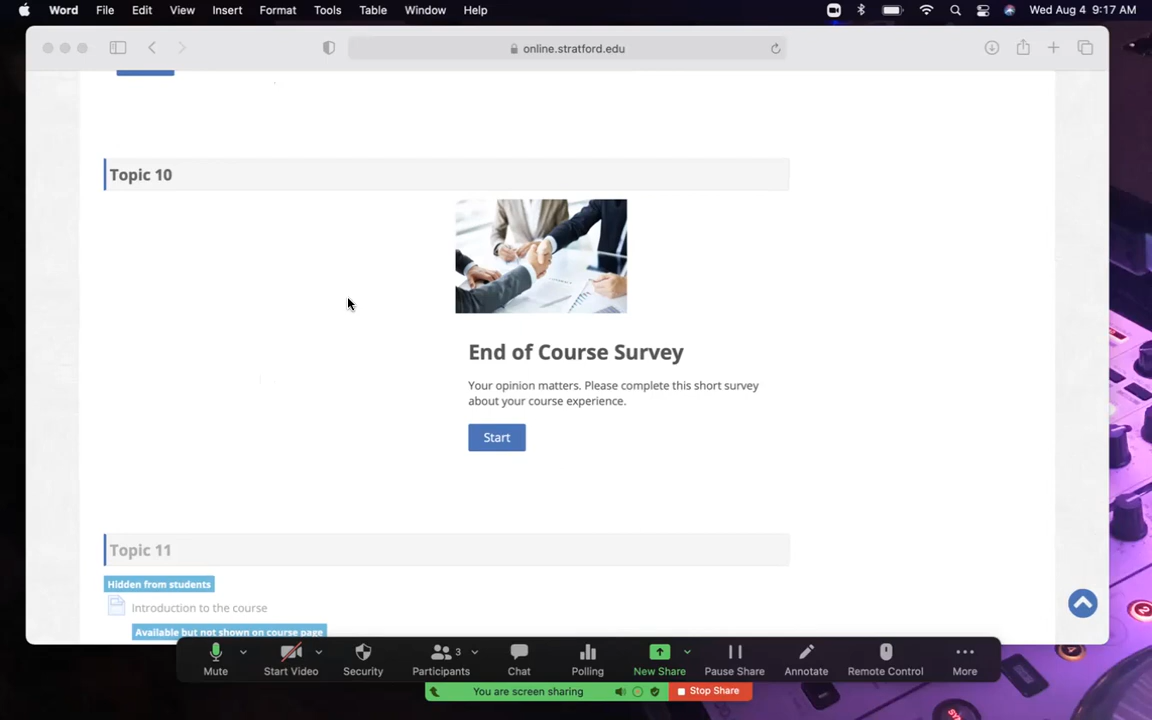 Word File Edit View Insert Format Tools Table Window Help Wed Aug 4 9:17 AM
online.stratford.edu
Topic 10
End of Course Survey
Your opinion matters. Please complete this short survey
about your course experience.
Start
Topic 11
Hidden from students
Introduction to the course
Available but not shown on course page
3
Mute Start Video Security Participants Chat Polling New Share Pause Share Annotate Remote Control More
You are screen sharing Stop Share